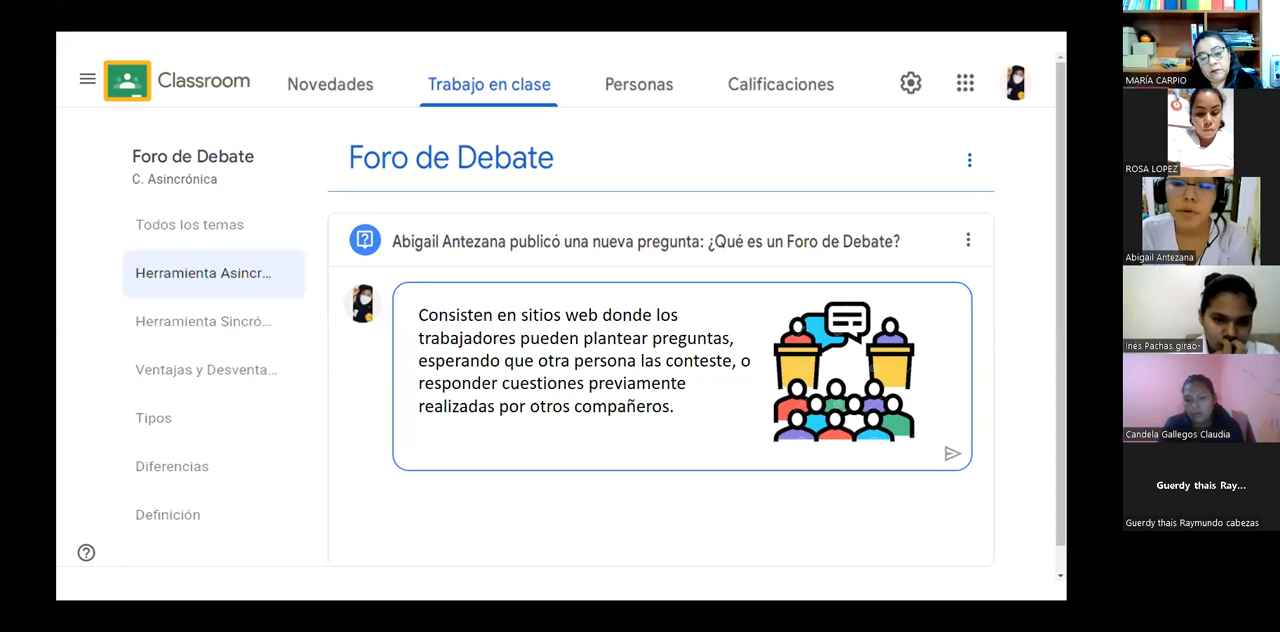 Classroom
Novedades
Trabajo en clase
Personas
Calificaciones
Foro de Debate
C. Asincrónica
Todos los temas
Herramienta Asincr...
Herramienta Sincró...
Ventajas y Desventa...
Tipos
Diferencias
Definición
Foro de Debate
Abigail Antezana publicó una nueva pregunta: ¿Qué es un Foro de Debate?
Consisten en sitios web donde los
trabajadores pueden plantear preguntas,
esperando que otra persona las conteste, o
responder cuestiones previamente
realizadas por otros compañeros.
MARÍA CARPIO
ROSA LOPEZ
Abigail Antezana
Inés Pachas girao
Candela Gallegos Claudia
Guerdy thais Ray...
Guerdy thais Raymundo cabezas